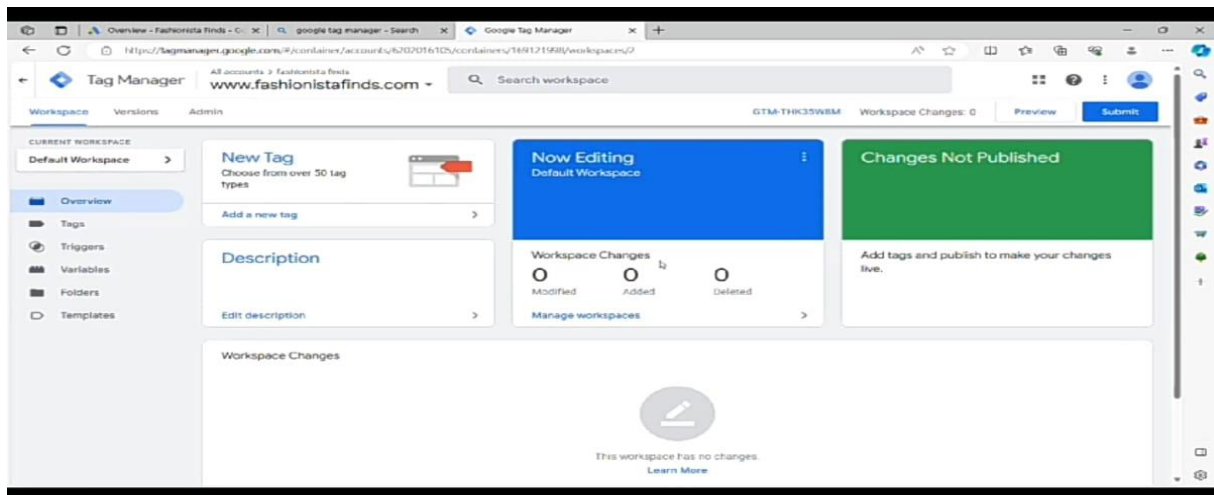 Overview - Fashionista Finds - C
google tag manager - Search
Google Tag Manager
https://tagmanager.google.com/#/container/accounts/6202016105/containers/169121998/workspaces/2
Tag Manager
All accounts > fashionista finds
www.fashionistafinds.com
Search workspace
Workspace Versions Admin
GTM-THK35W8M Workspace Changes: 0 Preview Submit
CURRENT WORKSPACE
Default Workspace
Overview
Tags
Triggers
Variables
Folders
Templates
New Tag
Choose from over 50 tag
types
Add a new tag
Now Editing
Default Workspace
Changes Not Published
Description
Edit description
Workspace Changes
0 0 0
Modified Added Deleted
Manage workspaces
Add tags and publish to make your changes
live.
Workspace Changes
This workspace has no changes.
Learn More